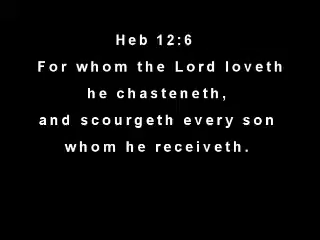 Heb 12:6
For whom the Lord loveth
he chasteneth,
and scourgeth every son
whom he receiveth.